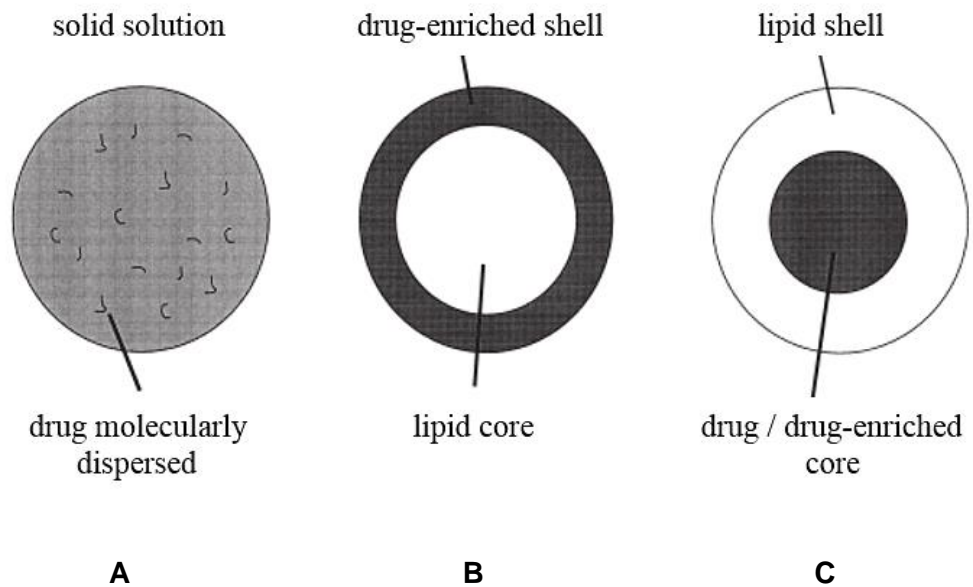 solid solution
drug-enriched shell
lipid shell
drug molecularly
dispersed
lipid core
drug / drug-enriched
core
A
B
C